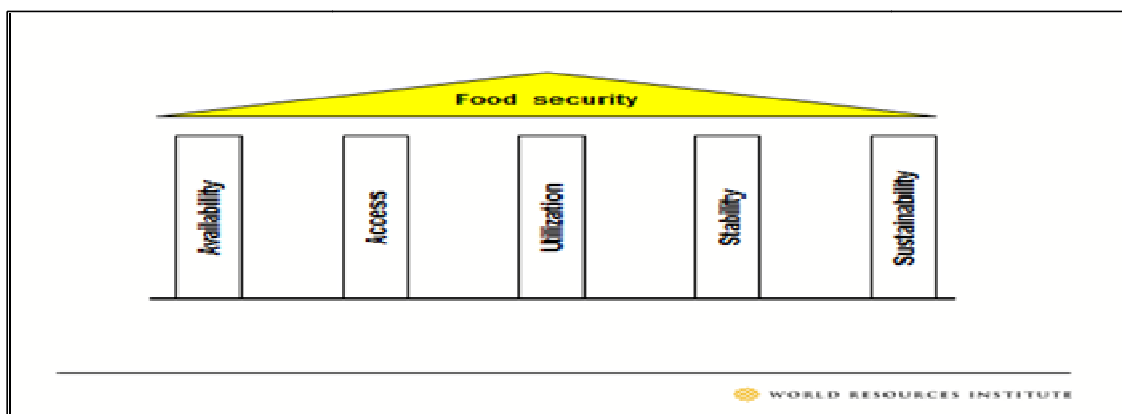 Food security
Availability
Access
Utilization
Stability
Sustainability
WORLD RESOURCES INSTITUTE